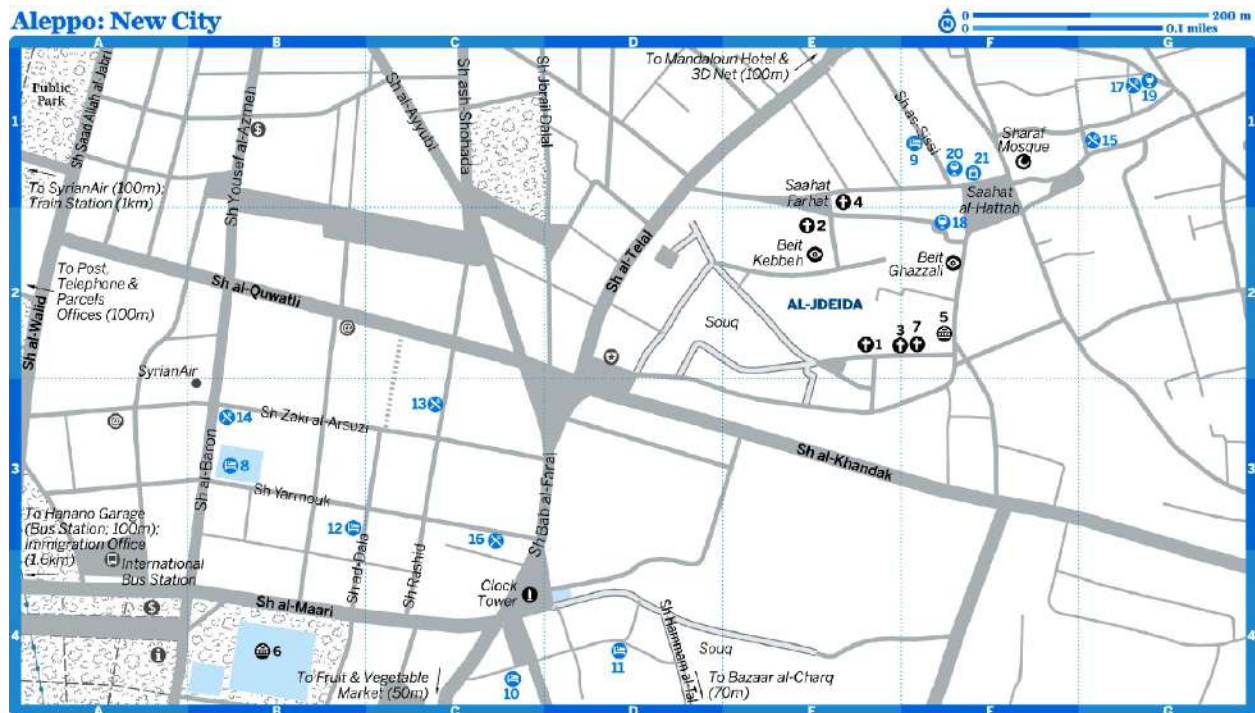 Aleppo: New City
N
0 200 m
0 0.1 miles
A B C D E F G
1
2
3
4
1
2
3
4
Public
Park
Sh Saad Allah al-Jabri
Sh Yousef al-Azmeh
$
Sh al-Ayyubi
Sh ash-Shohada
Sh Jbrail Dalal
To Mandaloun Hotel &
3D Net (100m)
Sh as-Sissi
17
19
15
9
20
21
Sharaf
Mosque
To SyrianAir (100m);
Train Station (1km)
Saahat
Farhat
4
Saahat
al-Hattab
18
2
Beit
Kebbeh
Beit
Ghazzali
Sh al-Telal
To Post,
Telephone &
Parcels
Offices (100m)
Sh al-Walid
Sh al-Quwatli
AL-JDEIDA
Souq
@
1
3
7
5
SyrianAir
@
14
Sh Zakri al-Arsuzi
13
8
Sh al-Baron
Sh Yarmouk
Sh al-Khandak
12
16
Sh ad-Dala
Sh Rashid
Sh Bab al-Faraj
To Hanano Garage
(Bus Station; 100m);
Immigration Office
(1.6km)
International
Bus Station
Clock
Tower
Sh al-Maari
$
i
6
To Fruit & Vegetable
Market (50m)
10
11
Sh Hammam al-Tal
Souq
To Bazaar al-Charq
(70m)
A B C D E F G